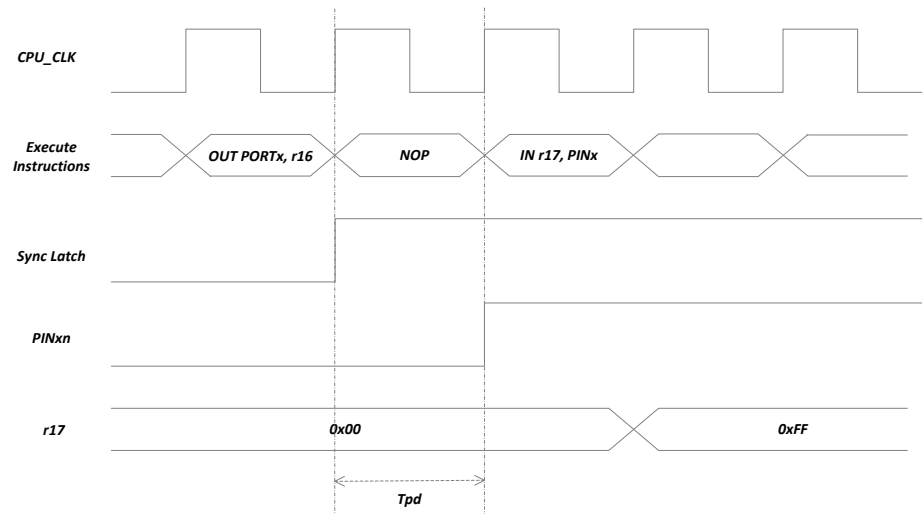 CPU_CLK
Execute
Instructions
OUT PORTx, r16
NOP
IN r17, PINx
Sync Latch
PINxn
r17
0x00
0xFF
Tpd